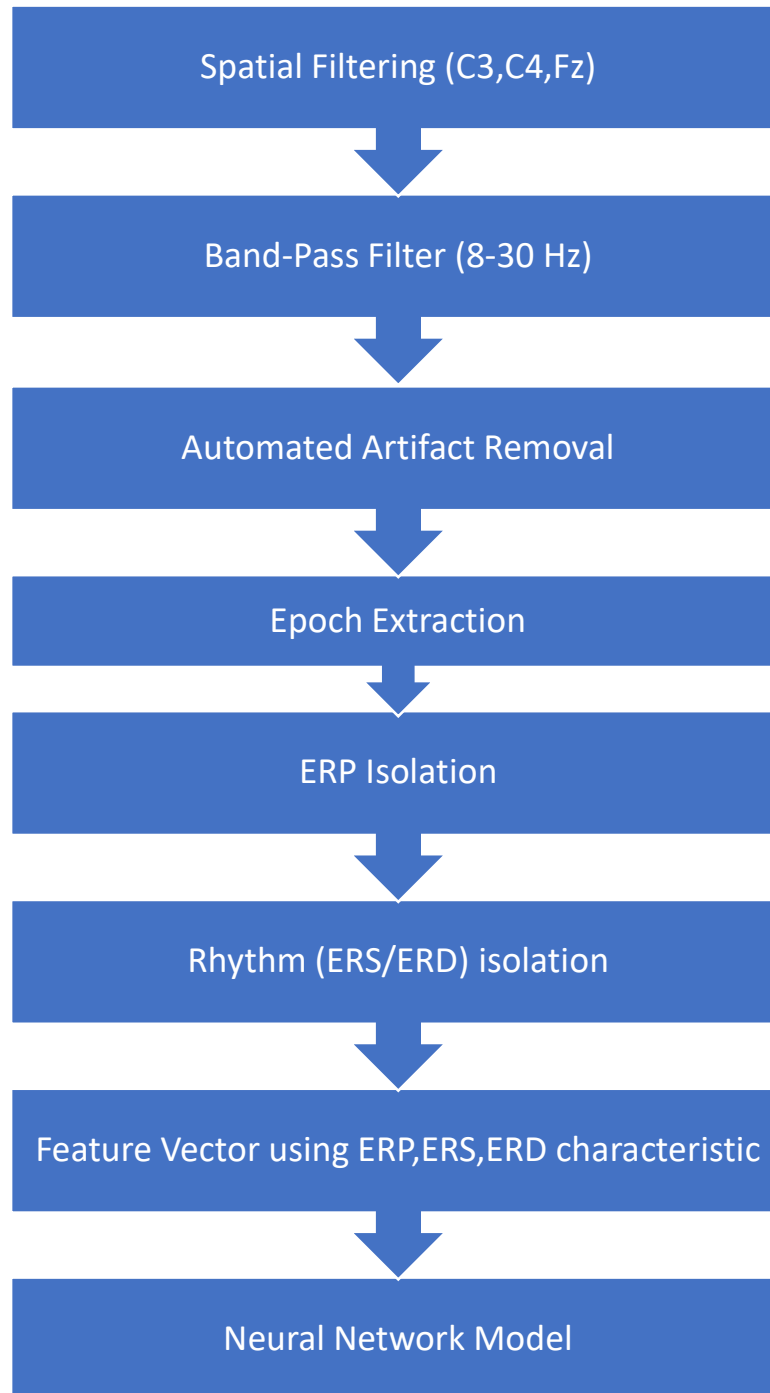 Spatial Filtering (C3,C4,Fz)
Band-Pass Filter (8-30 Hz)
Automated Artifact Removal
Epoch Extraction
ERP Isolation
Rhythm (ERS/ERD) isolation
Feature Vector using ERP,ERS,ERD characteristic
Neural Network Model